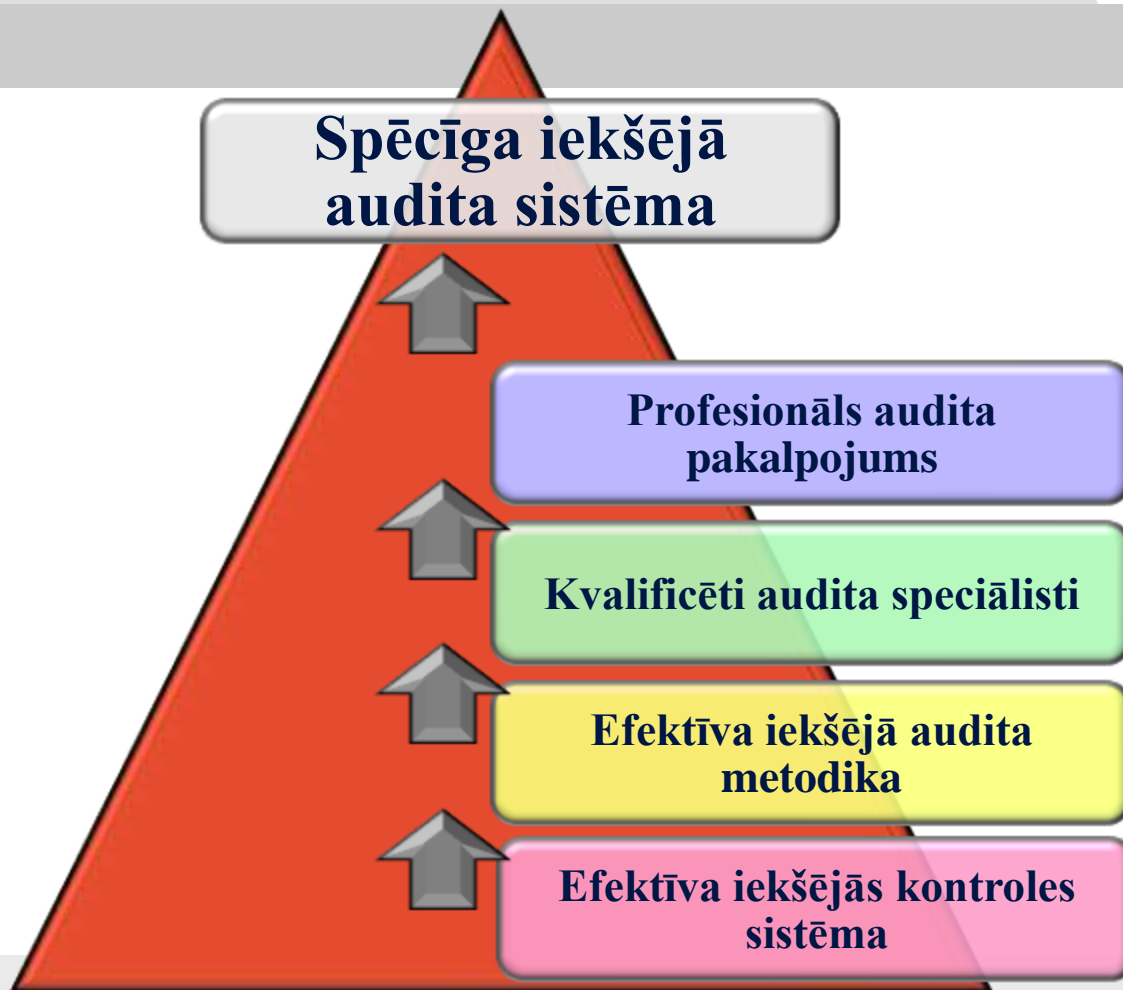 Spēcīga iekšējā
audita sistēma
Profesionāls audita
pakalpojums
Kvalificēti audita speciālisti
Efektīva iekšējā audita
metodika
Efektīva iekšējās kontroles
sistēma